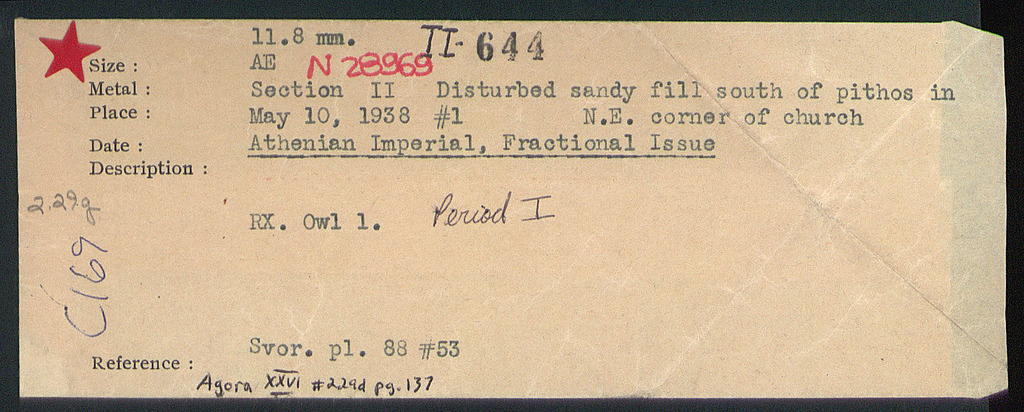 11.8 mm. II-644
Size :
AE N 28969
Metal : Section II Disturbed sandy fill south of pithos in
Place : May 10, 1938 #1 N.E. corner of church
Date : Athenian Imperial, Fractional Issue
Description :
2.29g
RX. Owl l. Period I
C169
Svor. pl. 88 #53
Reference :
Agora XXVI #229d pg. 137